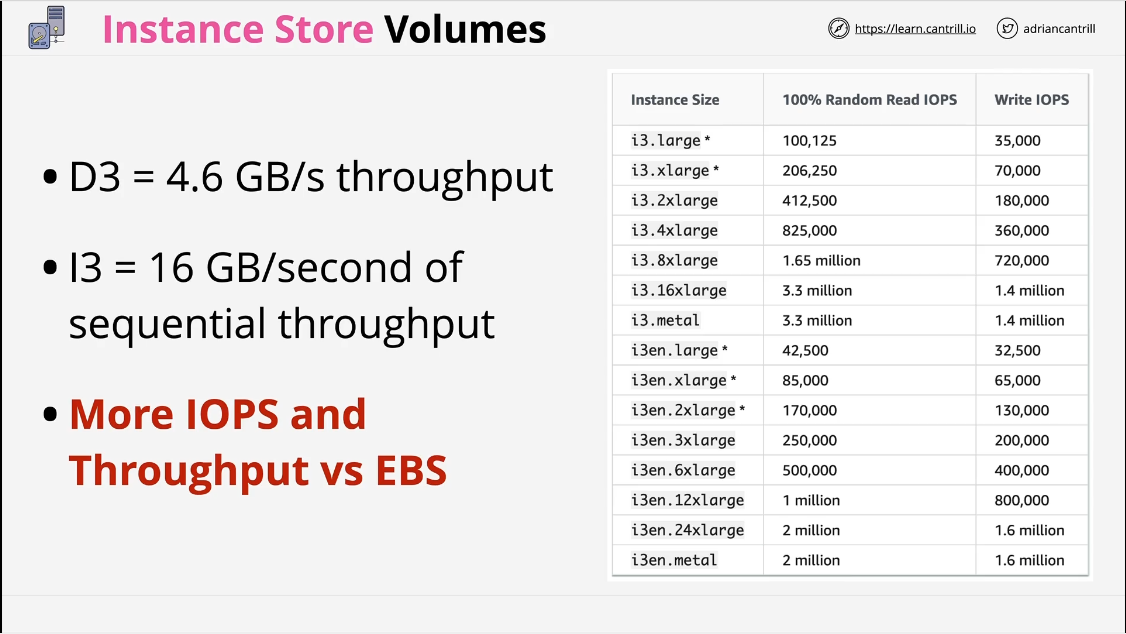 Instance Store Volumes
https://learn.cantrill.io
adriancantrill
• D3 = 4.6 GB/s throughput
• I3 = 16 GB/second of
sequential throughput
• More IOPS and
Throughput vs EBS
Instance Size 100% Random Read IOPS Write IOPS
i3.large * 100,125 35,000
i3.xlarge * 206,250 70,000
i3.2xlarge 412,500 180,000
i3.4xlarge 825,000 360,000
i3.8xlarge 1.65 million 720,000
i3.16xlarge 3.3 million 1.4 million
i3.metal 3.3 million 1.4 million
i3en.large * 42,500 32,500
i3en.xlarge * 85,000 65,000
i3en.2xlarge * 170,000 130,000
i3en.3xlarge 250,000 200,000
i3en.6xlarge 500,000 400,000
i3en.12xlarge 1 million 800,000
i3en.24xlarge 2 million 1.6 million
i3en.metal 2 million 1.6 million